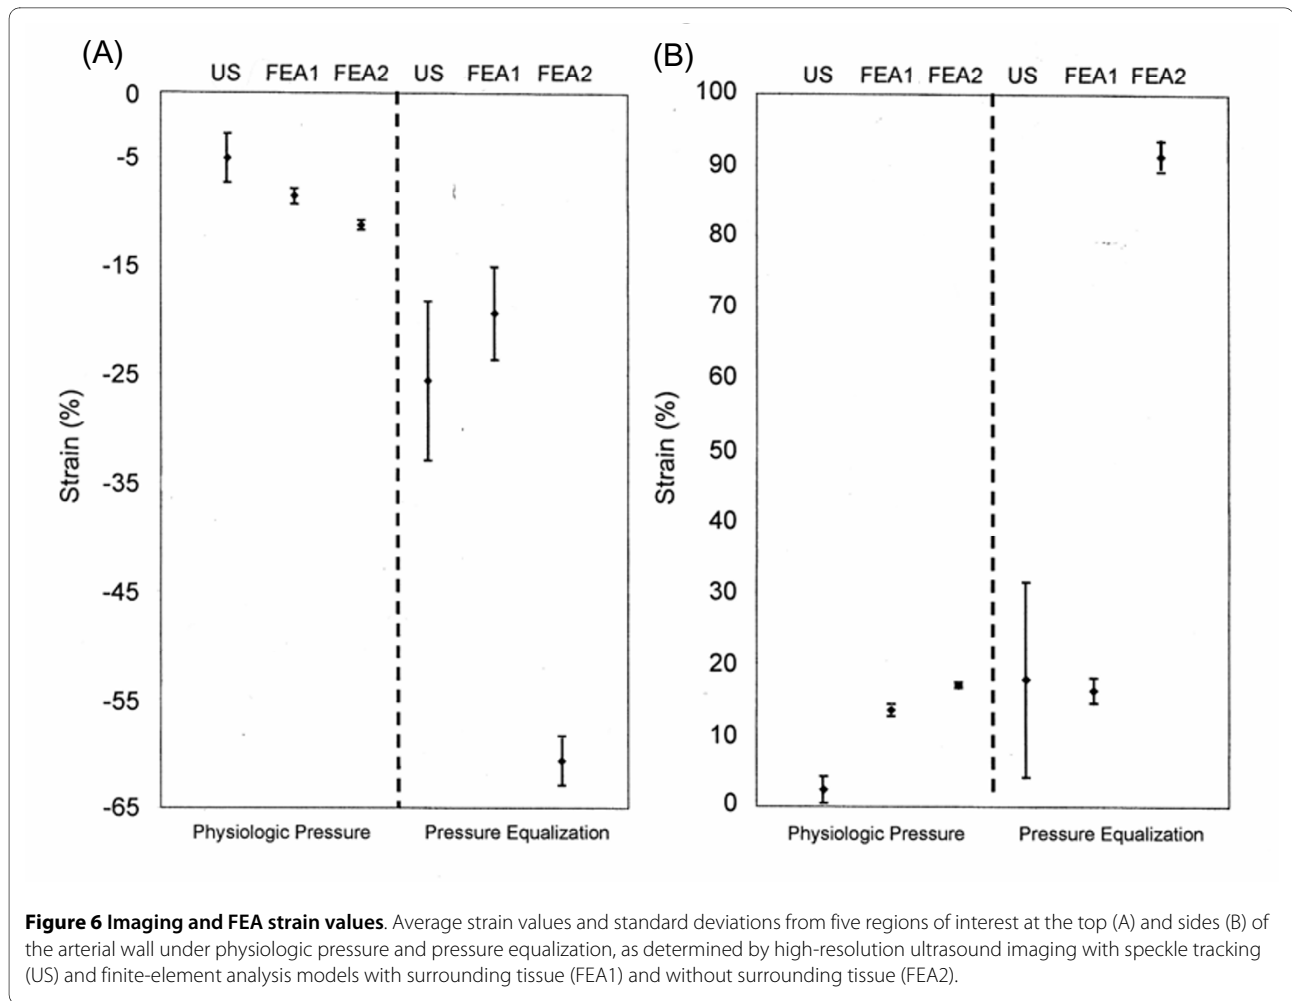 (A)
US FEA1 FEA2 US FEA1 FEA2
0
-5
-15
-25
-35
-45
-55
-65
Strain (%)
Physiologic Pressure Pressure Equalization
(B)
US FEA1 FEA2 US FEA1 FEA2
100
90
80
70
60
50
40
30
20
10
0
Strain (%)
Physiologic Pressure Pressure Equalization
Figure 6 Imaging and FEA strain values. Average strain values and standard deviations from five regions of interest at the top (A) and sides (B) of
the arterial wall under physiologic pressure and pressure equalization, as determined by high-resolution ultrasound imaging with speckle tracking
(US) and finite-element analysis models with surrounding tissue (FEA1) and without surrounding tissue (FEA2).